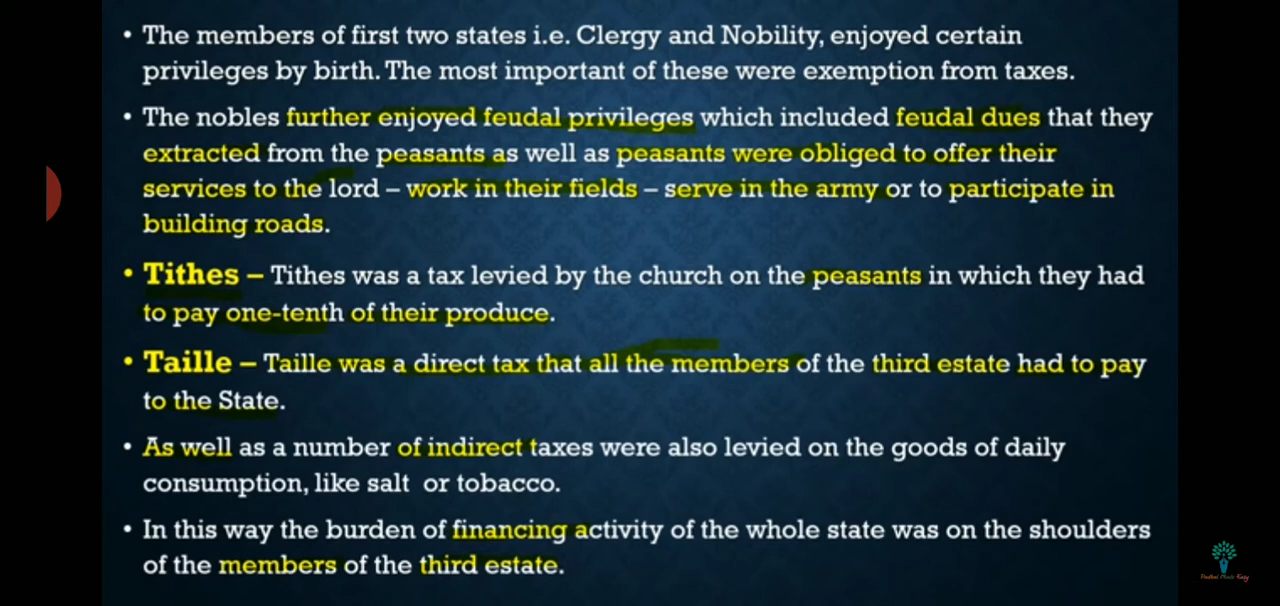 • The members of first two states i.e. Clergy and Nobility, enjoyed certain
privileges by birth. The most important of these were exemption from taxes.
• The nobles further enjoyed feudal privileges which included feudal dues that they
extracted from the peasants as well as peasants were obliged to offer their
services to the lord – work in their fields – serve in the army or to participate in
building roads.
• Tithes – Tithes was a tax levied by the church on the peasants in which they had
to pay one-tenth of their produce.
• Taille – Taille was a direct tax that all the members of the third estate had to pay
to the State.
• As well as a number of indirect taxes were also levied on the goods of daily
consumption, like salt or tobacco.
• In this way the burden of financing activity of the whole state was on the shoulders
of the members of the third estate.
Made Easy